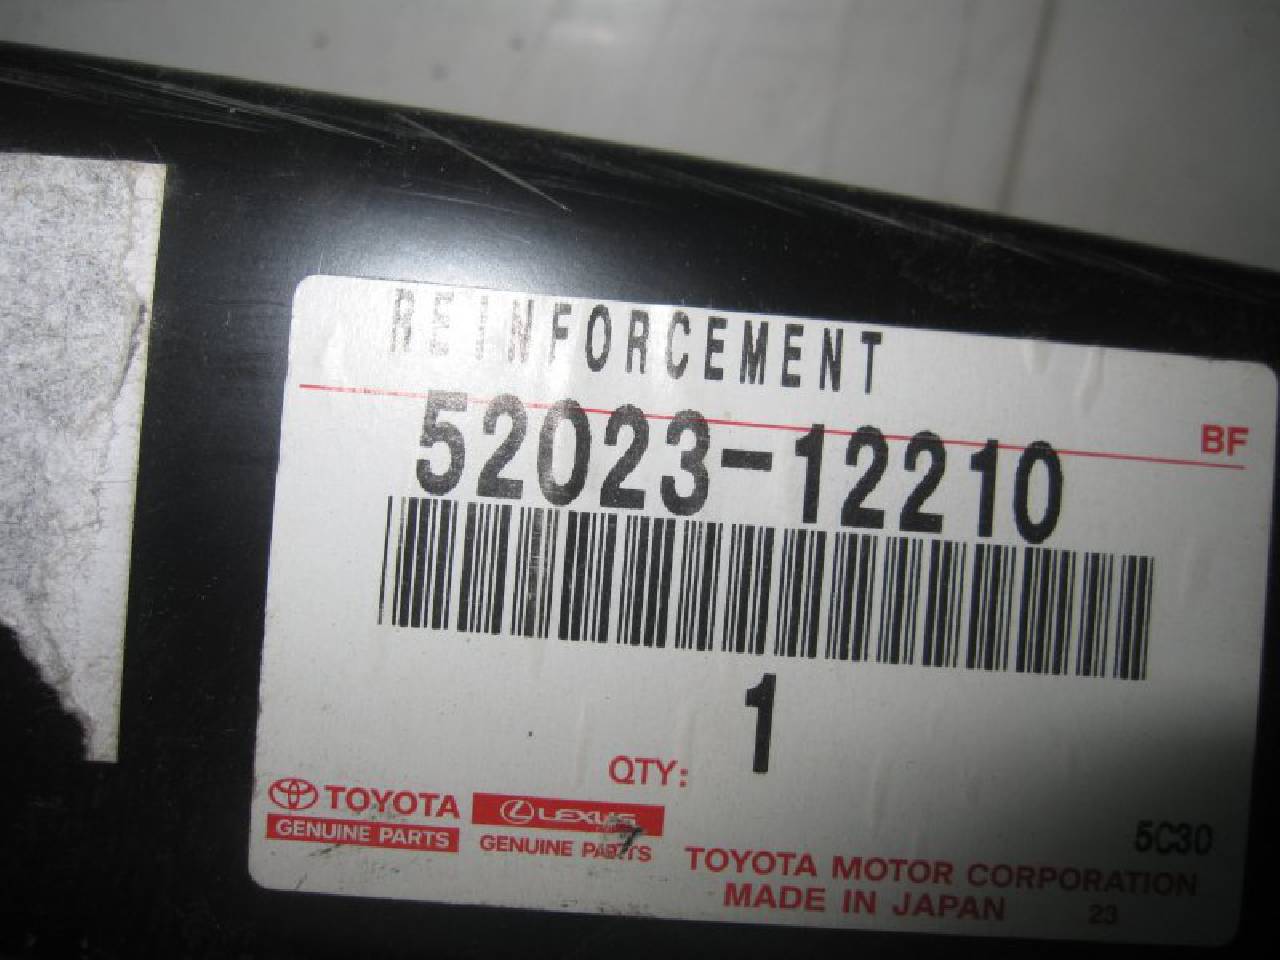 REINFORCEMENT
BF
52023-12210
1
QTY:
TOYOTA
GENUINE PARTS
LEXUS
GENUINE PARTS
5C30
TOYOTA MOTOR CORPORATION
MADE IN JAPAN 23